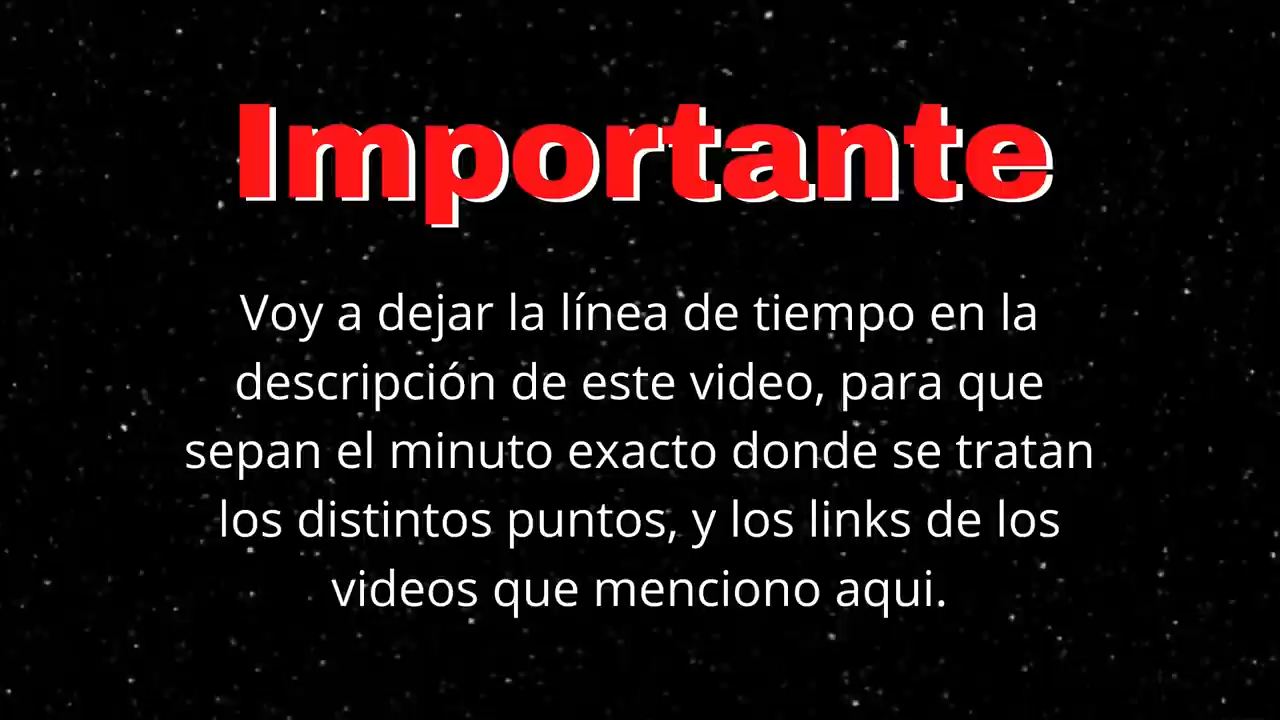 Importante
Voy a dejar la línea de tiempo en la
descripción de este video, para que
sepan el minuto exacto donde se tratan
los distintos puntos, y los links de los
videos que menciono aqui.